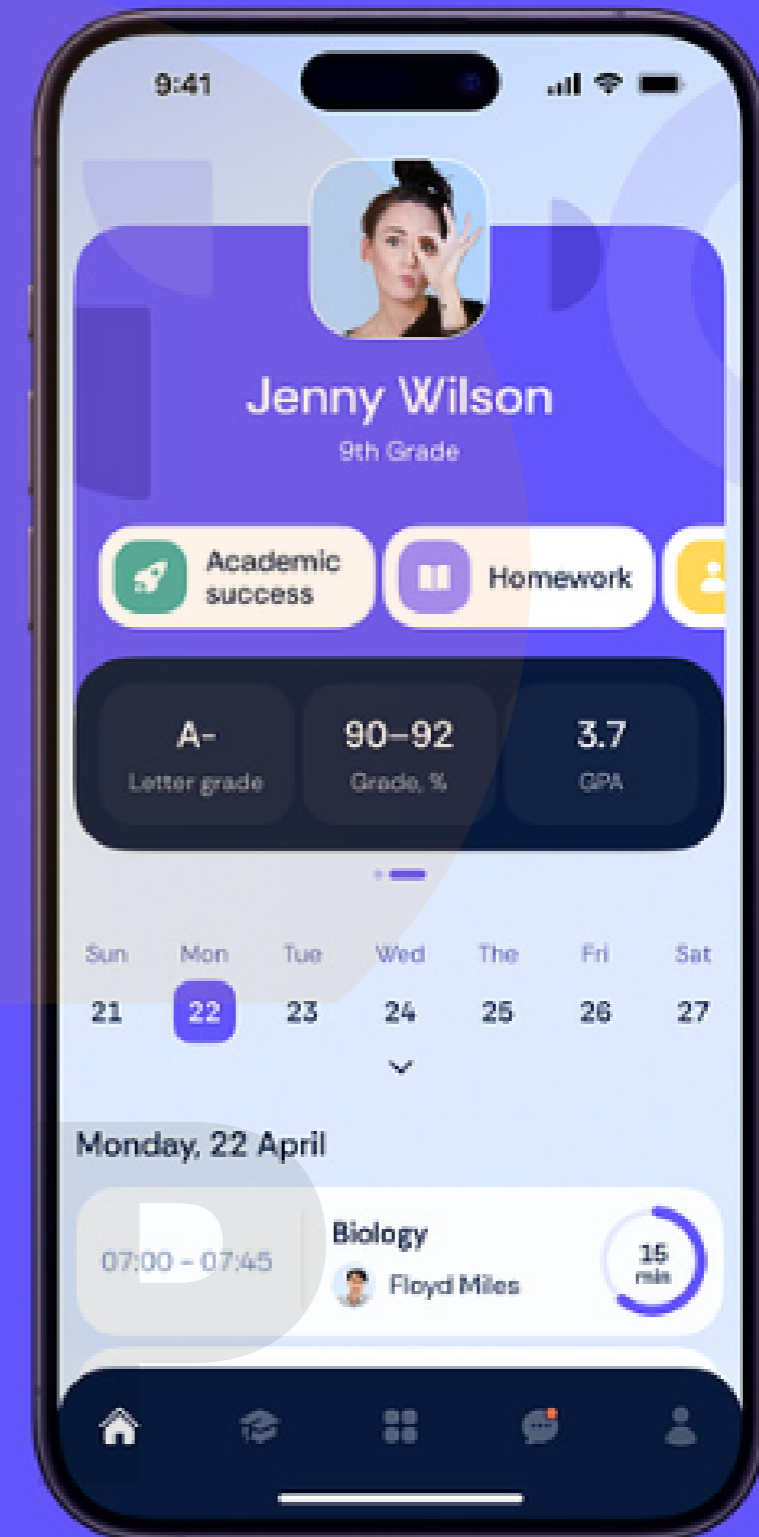 9:41
Jenny Wilson
9th Grade
Academic
success
Homework
A-
90–92
3.7
Letter grade
Grade, %
GPA
Sun Mon Tue Wed The Fri Sat
21 22 23 24 25 26 27
Monday, 22 April
07:00 - 07:45
Biology
Floyd Miles
15
min
P